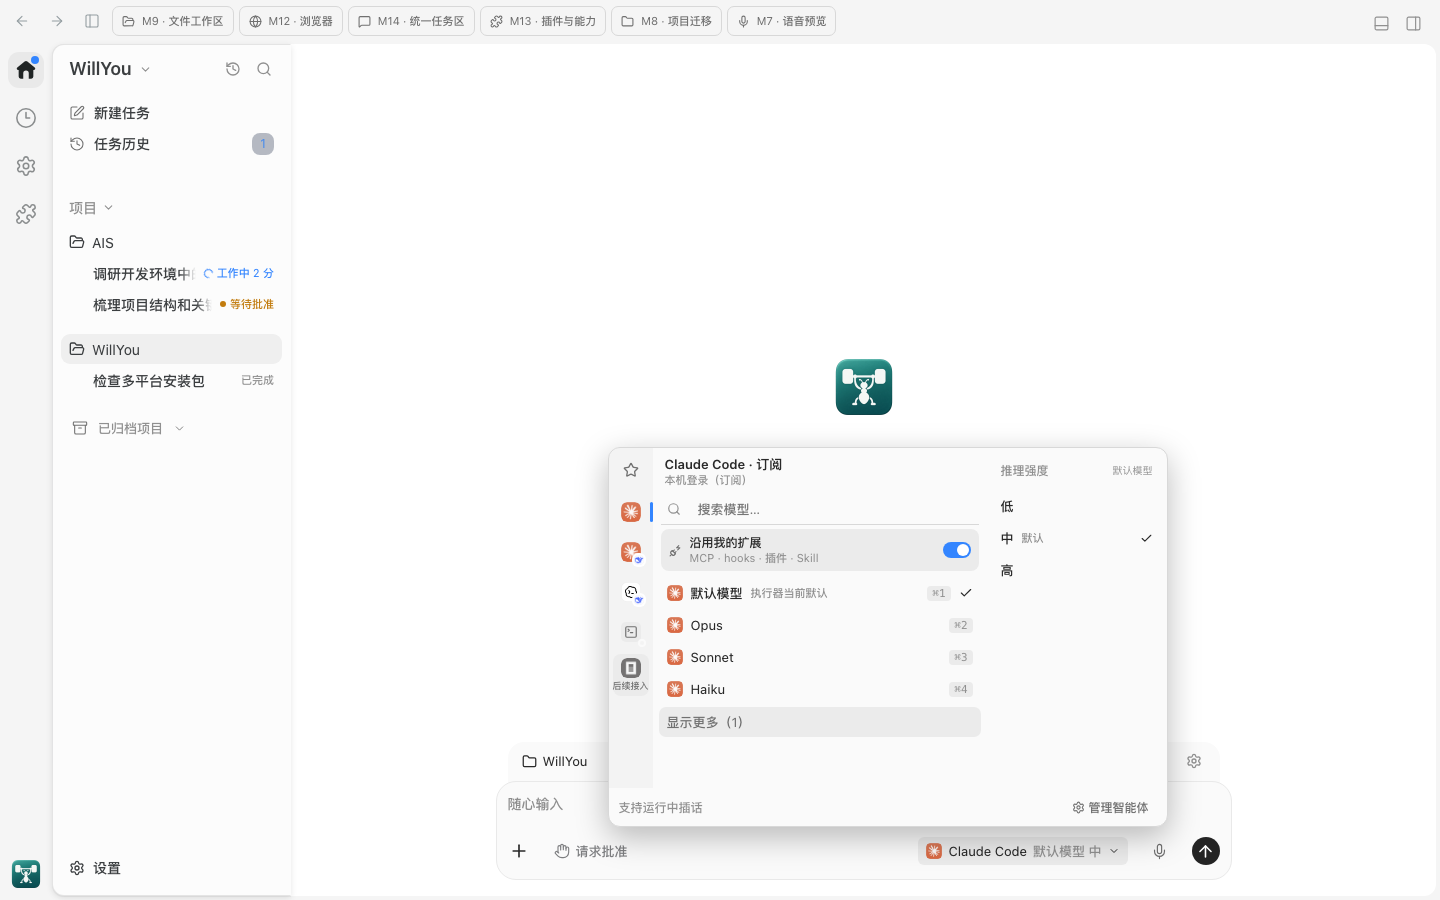 M9 · 文件工作区
M12 · 浏览器
M14 · 统一任务区
M13 · 插件与能力
M8 · 项目迁移
M7 · 语音预览
WillYou
新建任务
任务历史
1
项目
AIS
调研开发环境中
工作中 2 分
梳理项目结构和关
等待批准
WillYou
检查多平台安装包
已完成
已归档项目
设置
Claude Code · 订阅
本机登录（订阅）
搜索模型...
沿用我的扩展
MCP · hooks · 插件 · Skill
默认模型 执行器当前默认
⌘1
Opus
⌘2
Sonnet
⌘3
Haiku
⌘4
显示更多（1）
后续接入
推理强度
默认模型
低
中 默认
高
支持运行中插话
管理智能体
WillYou
随心输入
请求批准
Claude Code 默认模型 中